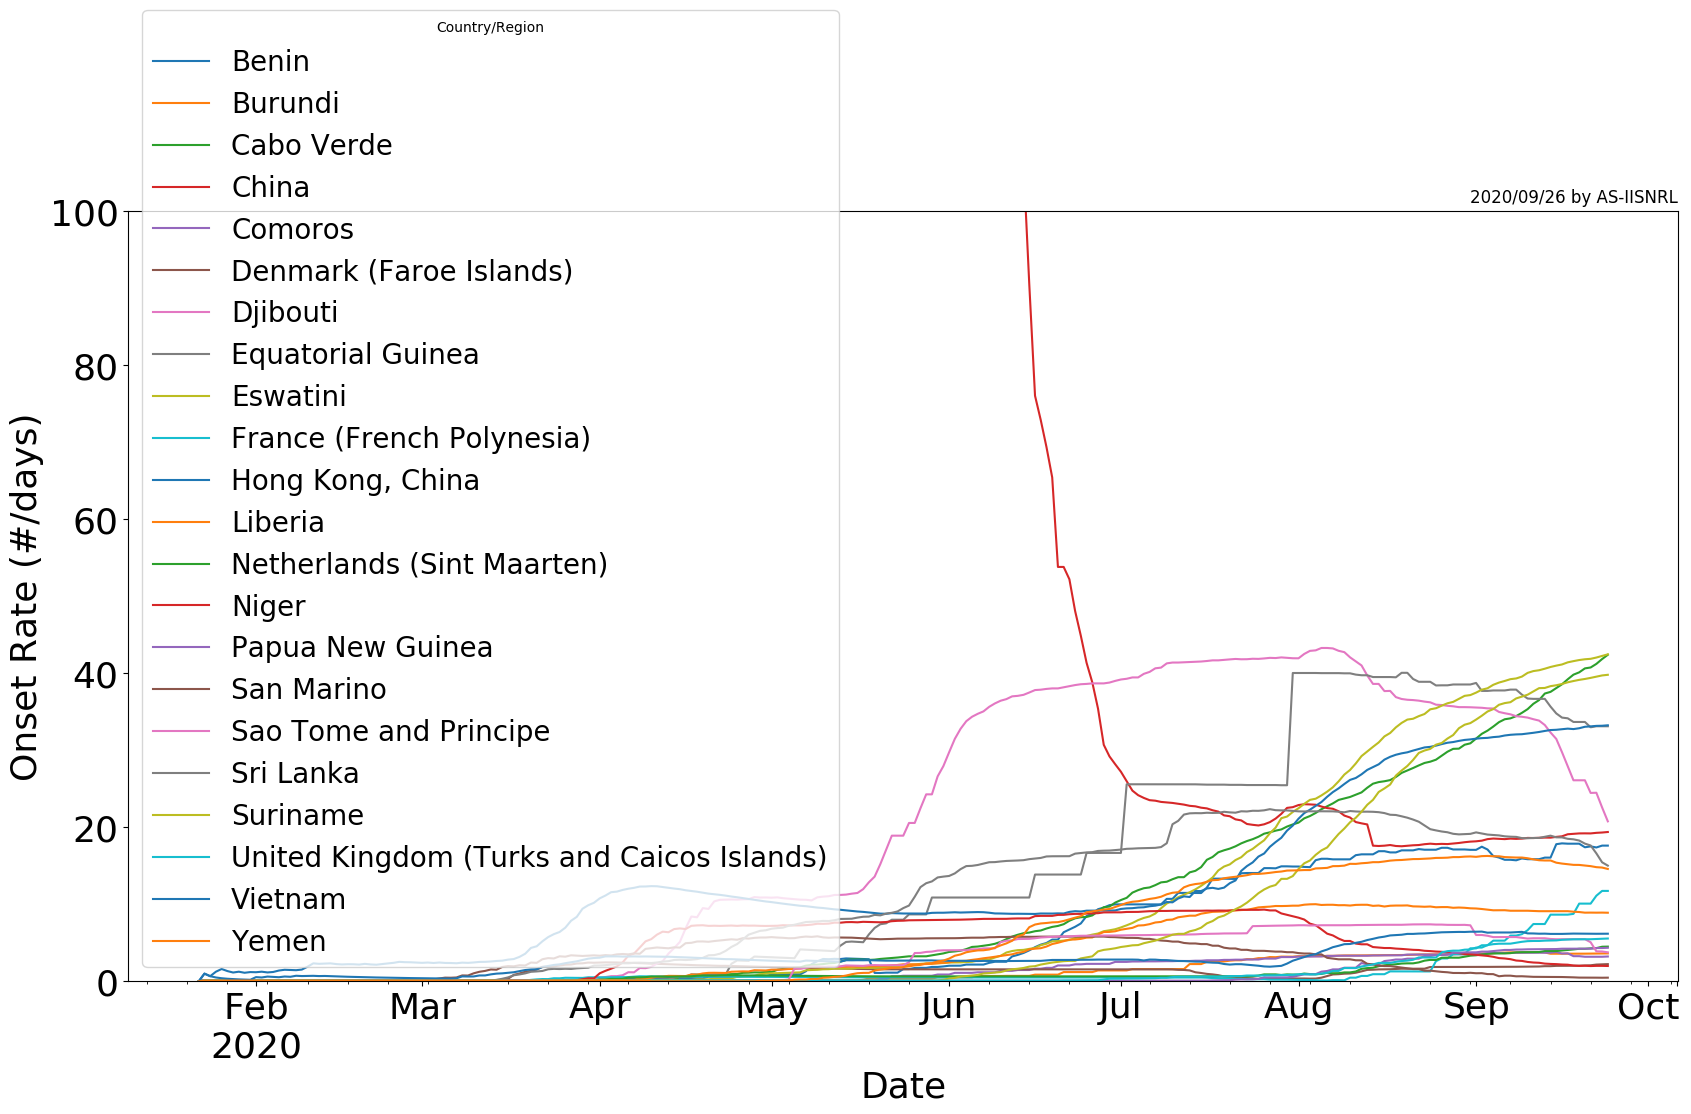 Country/Region
Benin
Burundi
Cabo Verde
China
Comoros
Denmark (Faroe Islands)
Djibouti
Equatorial Guinea
Eswatini
France (French Polynesia)
Hong Kong, China
Liberia
Netherlands (Sint Maarten)
Niger
Papua New Guinea
San Marino
Sao Tome and Principe
Sri Lanka
Suriname
United Kingdom (Turks and Caicos Islands)
Vietnam
Yemen
2020/09/26 by AS-IISNRL
100
80
60
40
20
0
Onset Rate (#/days)
Feb Mar Apr May Jun Jul Aug Sep Oct
2020
Date